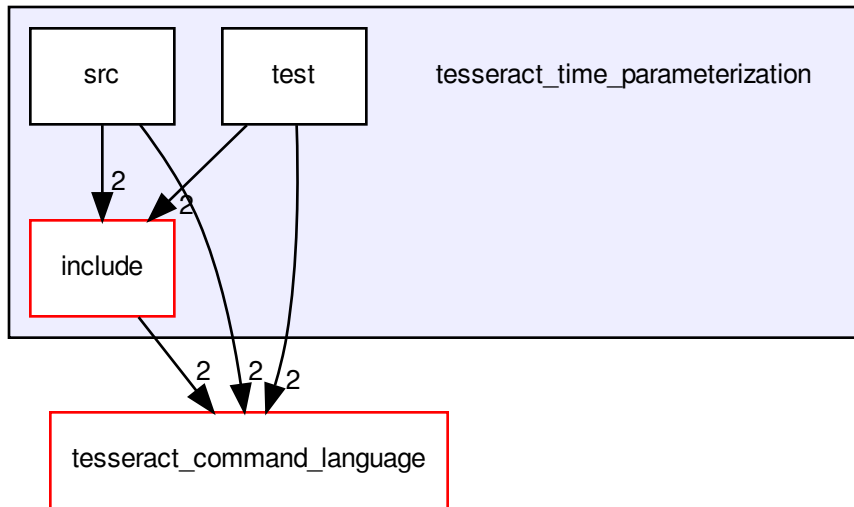 src
test
tesseract_time_parameterization
2
2
include
2
2
2
tesseract_command_language